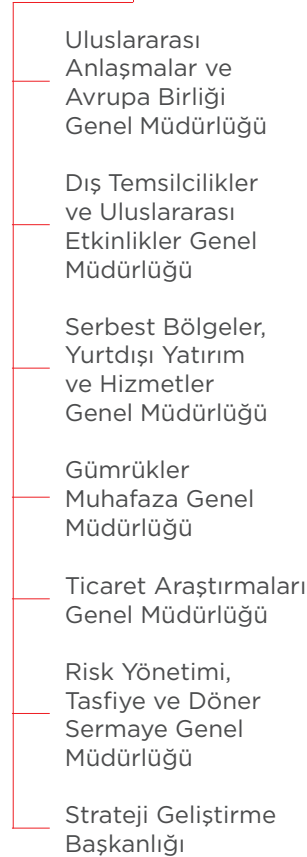 Uluslararası
Anlaşmalar ve
Avrupa Birliği
Genel Müdürlüğü
Dış Temsilcilikler
ve Uluslararası
Etkinlikler Genel
Müdürlüğü
Serbest Bölgeler,
Yurtdışı Yatırım
ve Hizmetler
Genel Müdürlüğü
Gümrükler
Muhafaza Genel
Müdürlüğü
Ticaret Araştırmaları
Genel Müdürlüğü
Risk Yönetimi,
Tasfiye ve Döner
Sermaye Genel
Müdürlüğü
Strateji Geliştirme
Başkanlığı